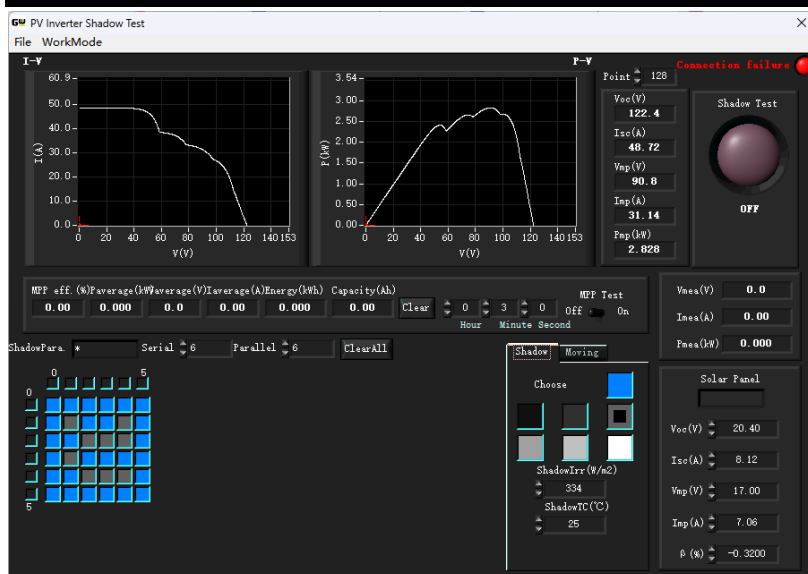 GW PV Inverter Shadow Test
File WorkMode
I-V
P-V
Point 128
Connection failure
60.9
50.0
40.0
30.0
20.0
10.0
0.0
I(A)
0 20 40 60 80 100 120 140 153
V(V)
3.54
3.00
2.50
2.00
1.50
1.00
0.50
0.00
P(kW)
0 20 40 60 80 100 120 140 153
V(V)
Voc(V)
122.4
Isc(A)
48.72
Vmp(V)
90.8
Imp(A)
31.14
Pmp(kW)
2.828
Shadow Test
OFF
MPP eff.(%) Paverage(kW) Vaverage(V) Iaverage(A) Energy(kWh) Capacity(Ah)
0.00 0.000 0.0 0.00 0.000 0.00 Clear 0 3 0
Hour Minute Second
MPP Test
Off On
Vmea(V) 0.0
Imea(A) 0.00
Pmea(kW) 0.000
ShadowPara. * Serial 6 Parallel 6 ClearAll
0 5
0
5
Shadow Moving
Choose
ShadowIrr(W/m2)
334
ShadowTC(℃)
25
Solar Panel
Voc(V) 20.40
Isc(A) 8.12
Vmp(V) 17.00
Imp(A) 7.06
β (%) -0.3200